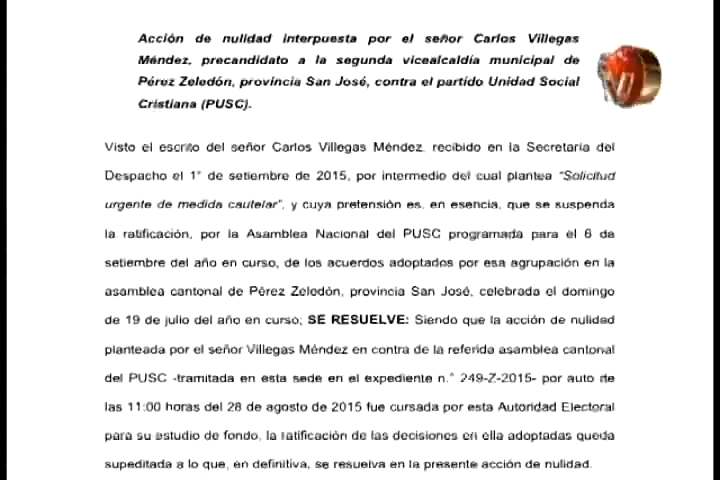 Acción de nulidad interpuesta por el señor Carlos Villegas
Méndez, precandidato a la segunda vicealcaldía municipal de
Pérez Zeledón, provincia San José, contra el partido Unidad Social
Cristiana (PUSC).
Visto el escrito del señor Carlos Villegas Méndez, recibido en la Secretaría del
Despacho el 1° de setiembre de 2015, por intermedio del cual plantea "Solicitud
urgente de medida cautelar", y cuya pretensión es, en esencia, que se suspenda
la ratificación, por la Asamblea Nacional del PUSC programada para el 6 de
setiembre del año en curso, de los acuerdos adoptados por esa agrupación en la
asamblea cantonal de Pérez Zeledón, provincia San José, celebrada el domingo
de 19 de julio del año en curso; SE RESUELVE: Siendo que la acción de nulidad
planteada por el señor Villegas Méndez en contra de la referida asamblea cantonal
del PUSC -tramitada en esta sede en el expediente n.° 249-Z-2015- por auto de
las 11:00 horas del 28 de agosto de 2015 fue cursada por esta Autoridad Electoral
para su estudio de fondo, la ratificación de las decisiones en ella adoptadas queda
supeditada a lo que, en definitiva, se resuelva en la presente acción de nulidad.